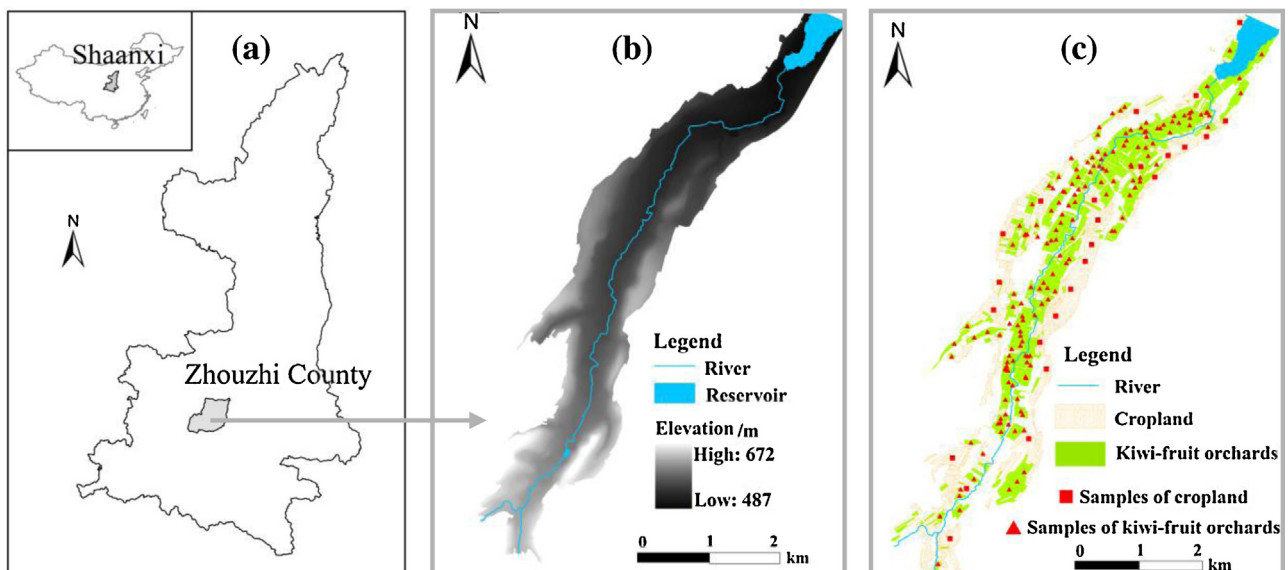 Shaanxi
(a)
N
Zhouzhi County
N
(b)
Legend
River
Reservoir
Elevation /m
High: 672
Low: 487
0 1 2
km
N
(c)
Legend
River
Cropland
Kiwi-fruit orchards
Samples of cropland
Samples of kiwi-fruit orchards
0 1 2
km